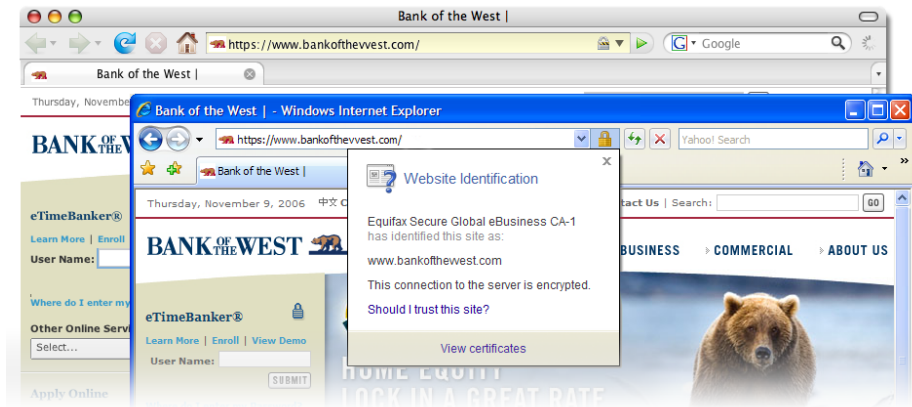 Bank of the West |
https://www.bankofthevvest.com/
Google
Bank of the West |
Thursday, Novembe
BANK OF THE W
eTimeBanker®
Learn More | Enroll
User Name:
Where do I enter my
Other Online Servi
Select...
Apply Online
Bank of the West | - Windows Internet Explorer
https://www.bankofthevvest.com/
Yahoo! Search
Bank of the West |
Thursday, November 9, 2006 中文 C
tact Us | Search: GO
BANK OF THE WEST
BUSINESS COMMERCIAL ABOUT US
Website Identification
Equifax Secure Global eBusiness CA-1
has identified this site as:
www.bankofthevvest.com
This connection to the server is encrypted.
Should I trust this site?
View certificates
eTimeBanker®
Learn More | Enroll | View Demo
User Name:
SUBMIT
HOME EQUITY
LOCK IN A GREAT RATE